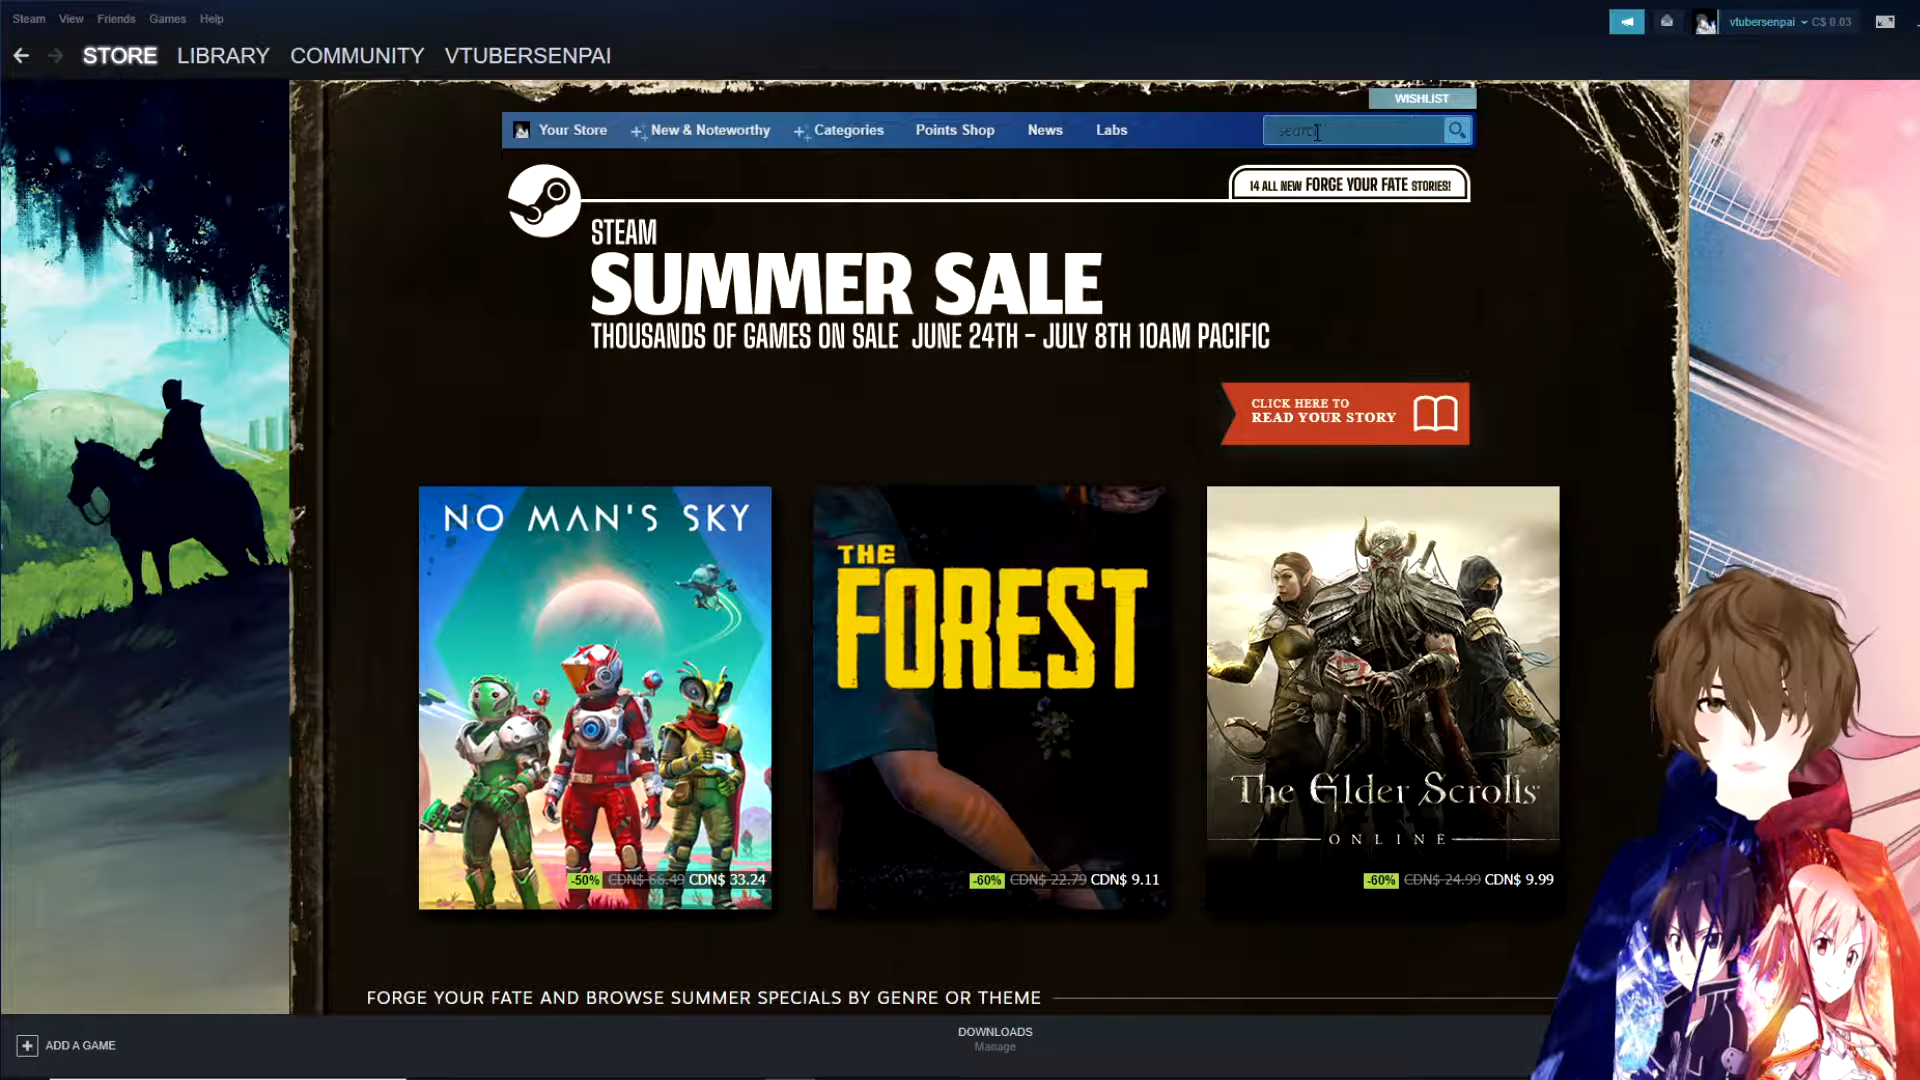 Steam View Friends Games Help
vtubersenpai C$ 0.03
STORE LIBRARY COMMUNITY VTUBERSENPAI
WISHLIST
Your Store New & Noteworthy Categories Points Shop News Labs
search
14 ALL NEW FORGE YOUR FATE STORIES!
STEAM
SUMMER SALE
THOUSANDS OF GAMES ON SALE JUNE 24TH - JULY 8TH 10AM PACIFIC
CLICK HERE TO
READ YOUR STORY
NO MAN'S SKY
-50% CDN$ 66.49 CDN$ 33.24
THE
FOREST
-60% CDN$ 22.79 CDN$ 9.11
The Elder Scrolls
ONLINE
-60% CDN$ 24.99 CDN$ 9.99
FORGE YOUR FATE AND BROWSE SUMMER SPECIALS BY GENRE OR THEME
ADD A GAME
DOWNLOADS
Manage